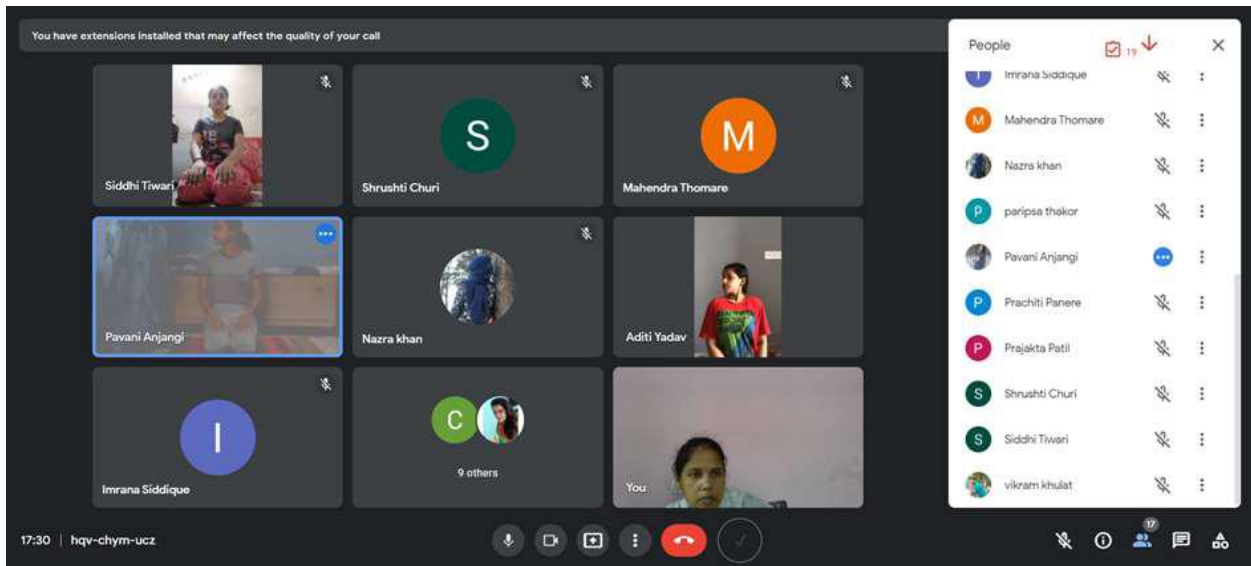 You have extensions installed that may affect the quality of your call
People
19
Siddhi Tiwari
S
Shrushti Churi
M
Mahendra Thomare
Pavani Anjangi
Nazra khan
Aditi Yadav
I
Imrana Siddique
C
9 others
You
I
Imrana Siddique
M
Mahendra Thomare
Nazra khan
P
paripsa thakor
Pavani Anjangi
P
Prachiti Panere
P
Prajakta Patil
S
Shrushti Churi
S
Siddhi Tiwari
vikram khulat
17:30 | hqv-chym-ucz
17